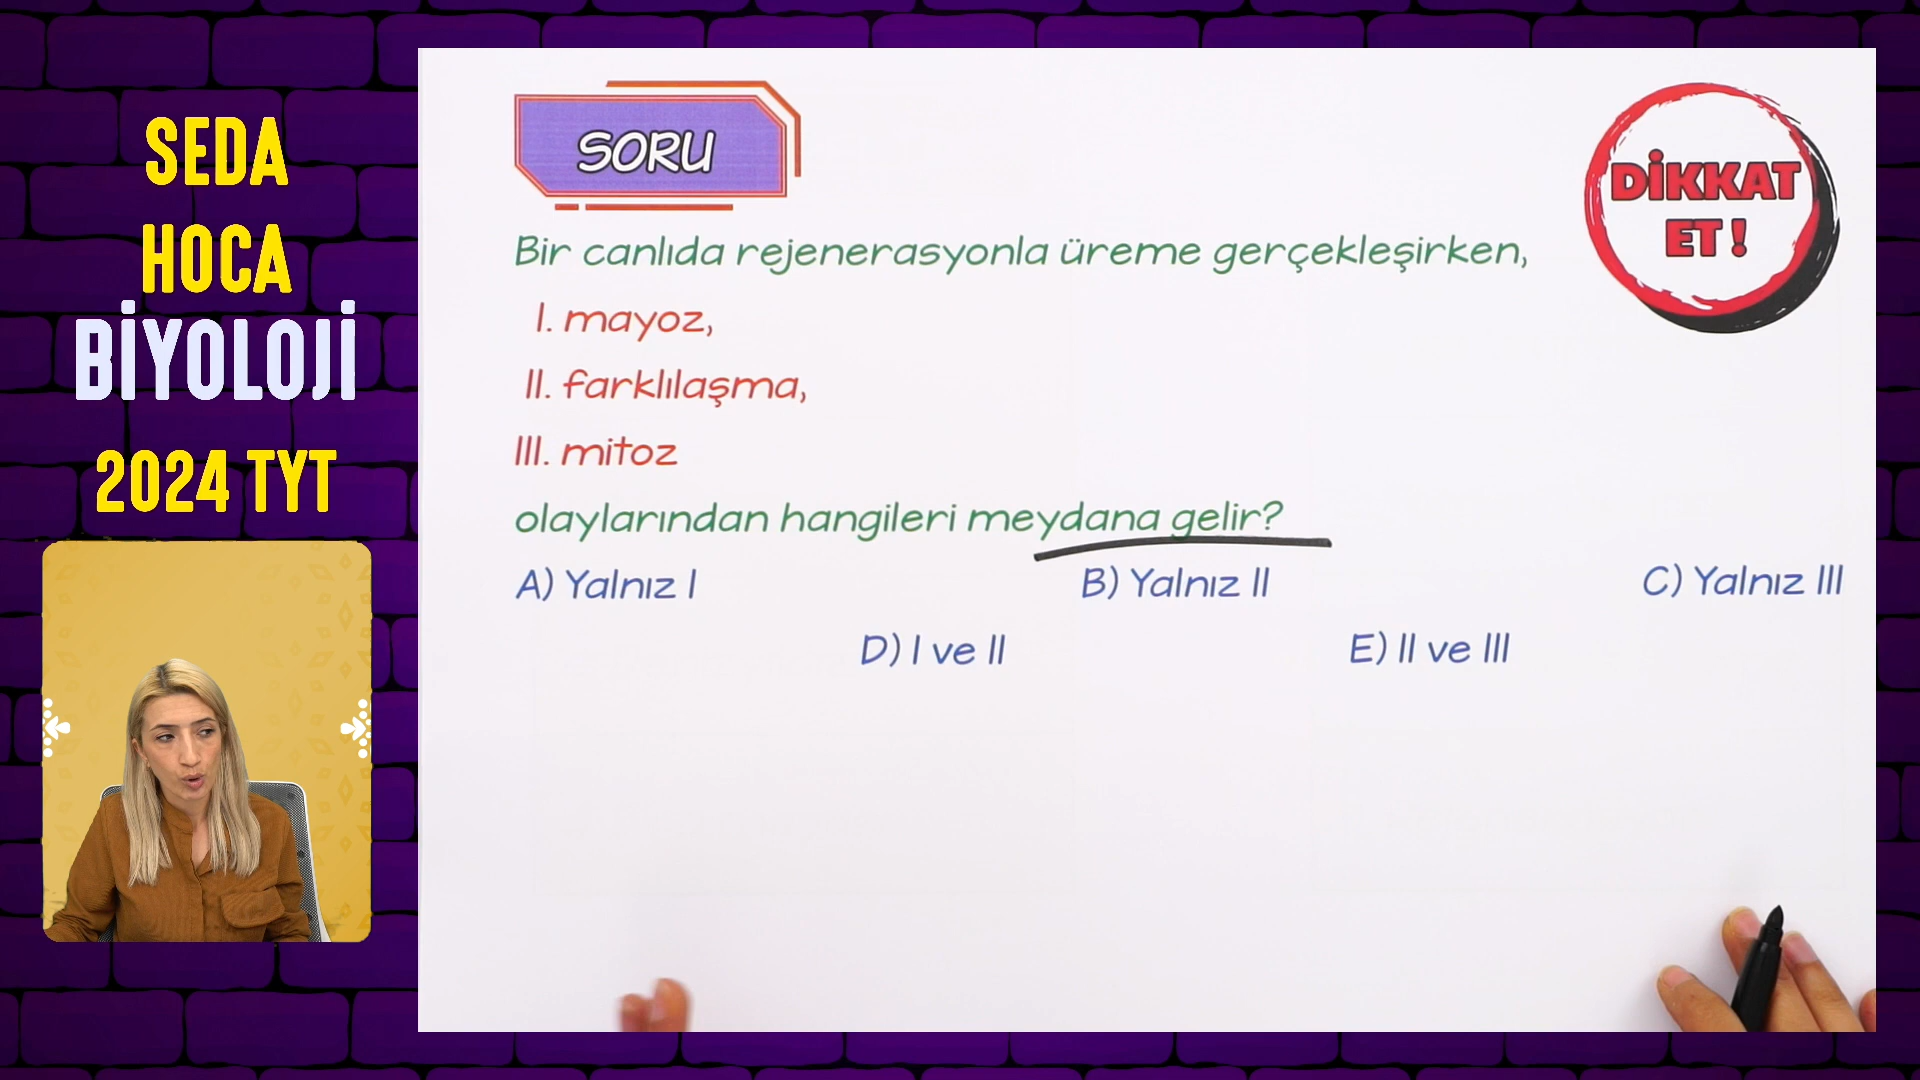 SEDA
HOCA
BİYOLOJİ
2024 TYT
SORU
DİKKAT
ET !
Bir canlıda rejenerasyonla üreme gerçekleşirken,
I. mayoz,
II. farklılaşma,
III. mitoz
olaylarından hangileri meydana gelir?
A) Yalnız I
B) Yalnız II
C) Yalnız III
D) I ve II
E) II ve III